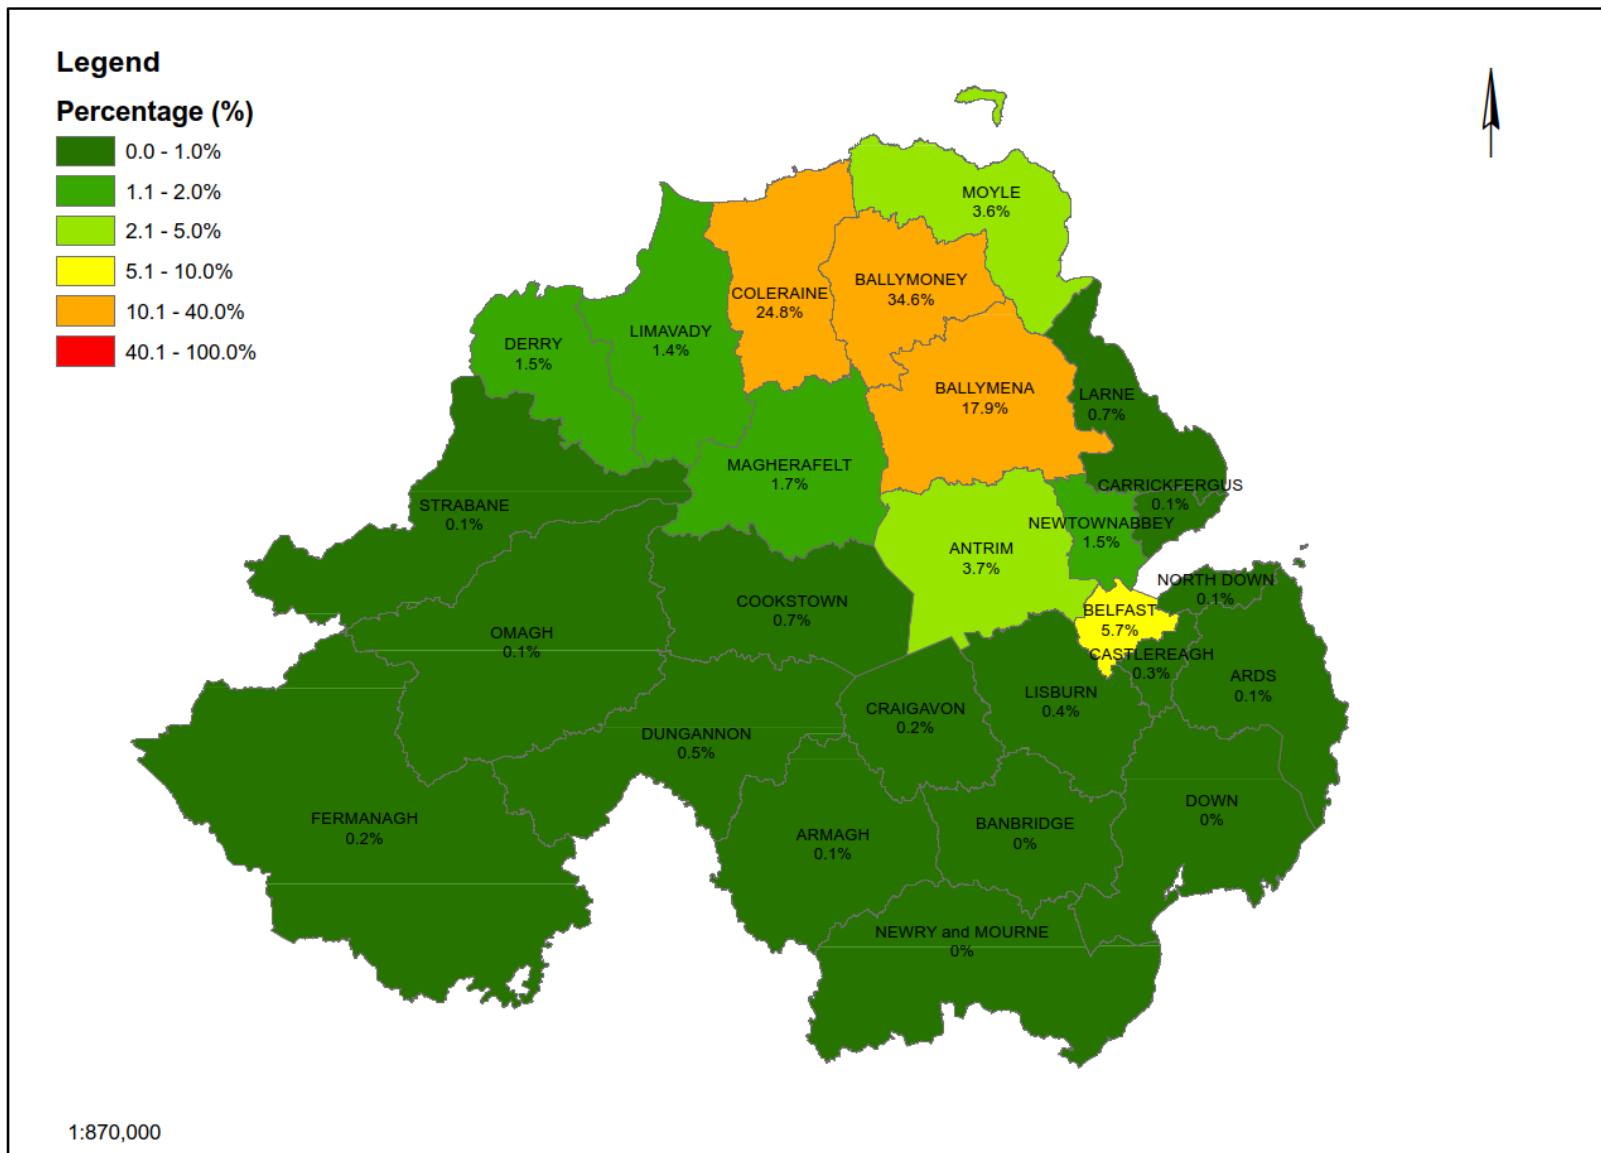 Legend
Percentage (%)
0.0 - 1.0%
1.1 - 2.0%
2.1 - 5.0%
5.1 - 10.0%
10.1 - 40.0%
40.1 - 100.0%
MOYLE
3.6%
BALLYMONEY
34.6%
COLERAINE
24.8%
LIMAVADY
1.4%
DERRY
1.5%
BALLYMENA
17.9%
LARNE
0.7%
MAGHERAFELT
1.7%
CARRICKFERGUS
0.1%
STRABANE
0.1%
NEWTOWNABBEY
1.5%
ANTRIM
3.7%
NORTH DOWN
0.1%
COOKSTOWN
0.7%
BELFAST
5.7%
OMAGH
0.1%
CASTLEREAGH
0.3%
ARDS
0.1%
LISBURN
0.4%
CRAIGAVON
0.2%
DUNGANNON
0.5%
DOWN
0%
FERMANAGH
0.2%
BANBRIDGE
0%
ARMAGH
0.1%
NEWRY and MOURNE
0%
1:870,000